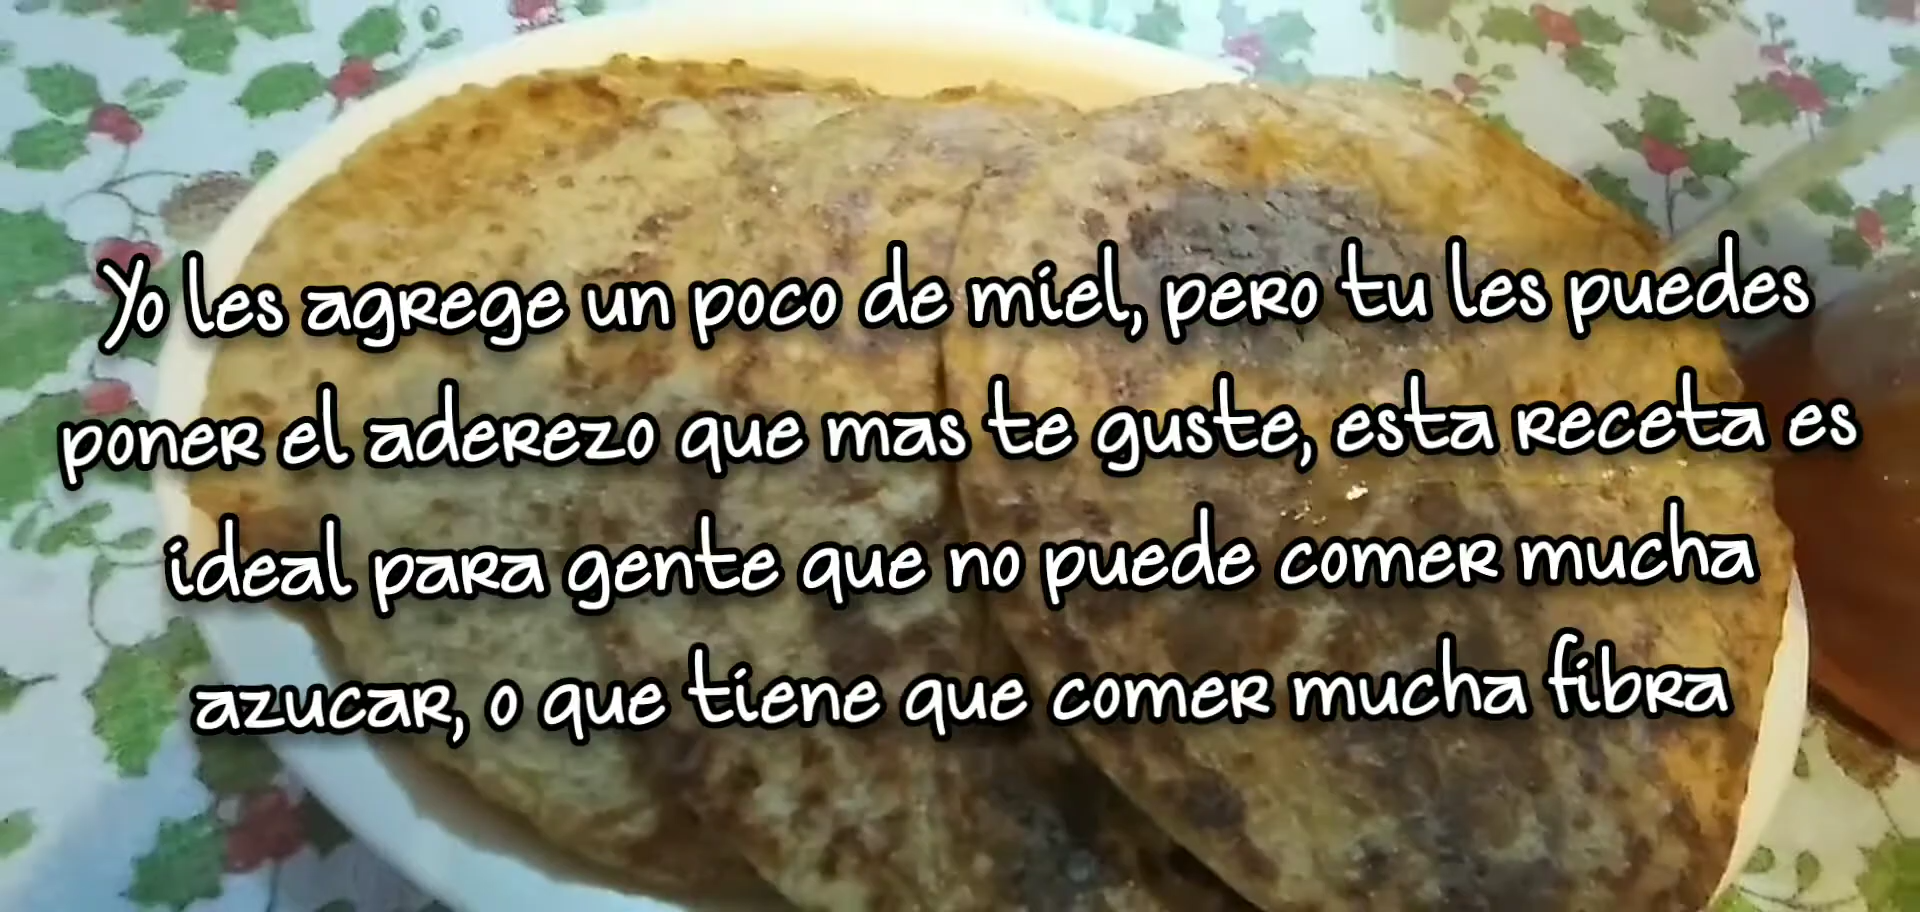 Yo les agrege un poco de miel, pero tu les puedes
poner el aderezo que mas te guste, esta receta es
ideal para gente que no puede comer mucha
azucar, o que tiene que comer mucha fibra